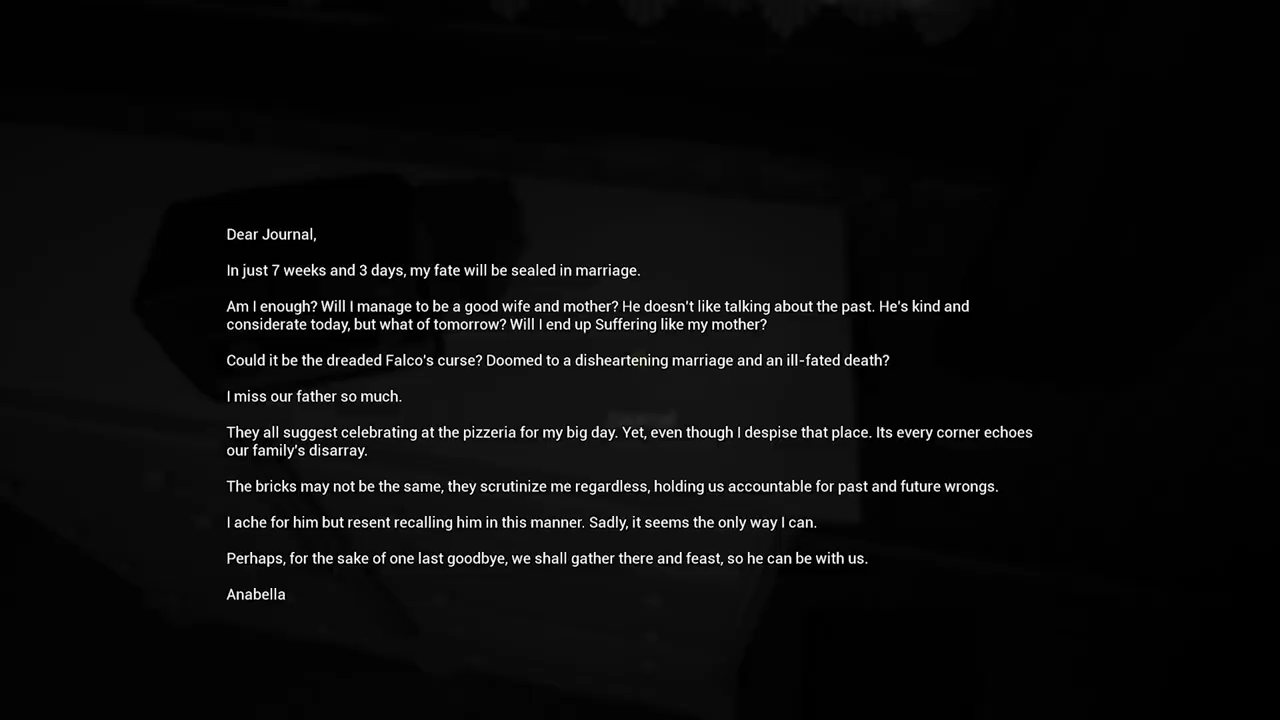 Dear Journal,
In just 7 weeks and 3 days, my fate will be sealed in marriage.
Am I enough? Will I manage to be a good wife and mother? He doesn't like talking about the past. He's kind and
considerate today, but what of tomorrow? Will I end up Suffering like my mother?
Could it be the dreaded Falco's curse? Doomed to a disheartening marriage and an ill-fated death?
I miss our father so much.
They all suggest celebrating at the pizzeria for my big day. Yet, even though I despise that place. Its every corner echoes
our family's disarray.
The bricks may not be the same, they scrutinize me regardless, holding us accountable for past and future wrongs.
I ache for him but resent recalling him in this manner. Sadly, it seems the only way I can.
Perhaps, for the sake of one last goodbye, we shall gather there and feast, so he can be with us.
Anabella